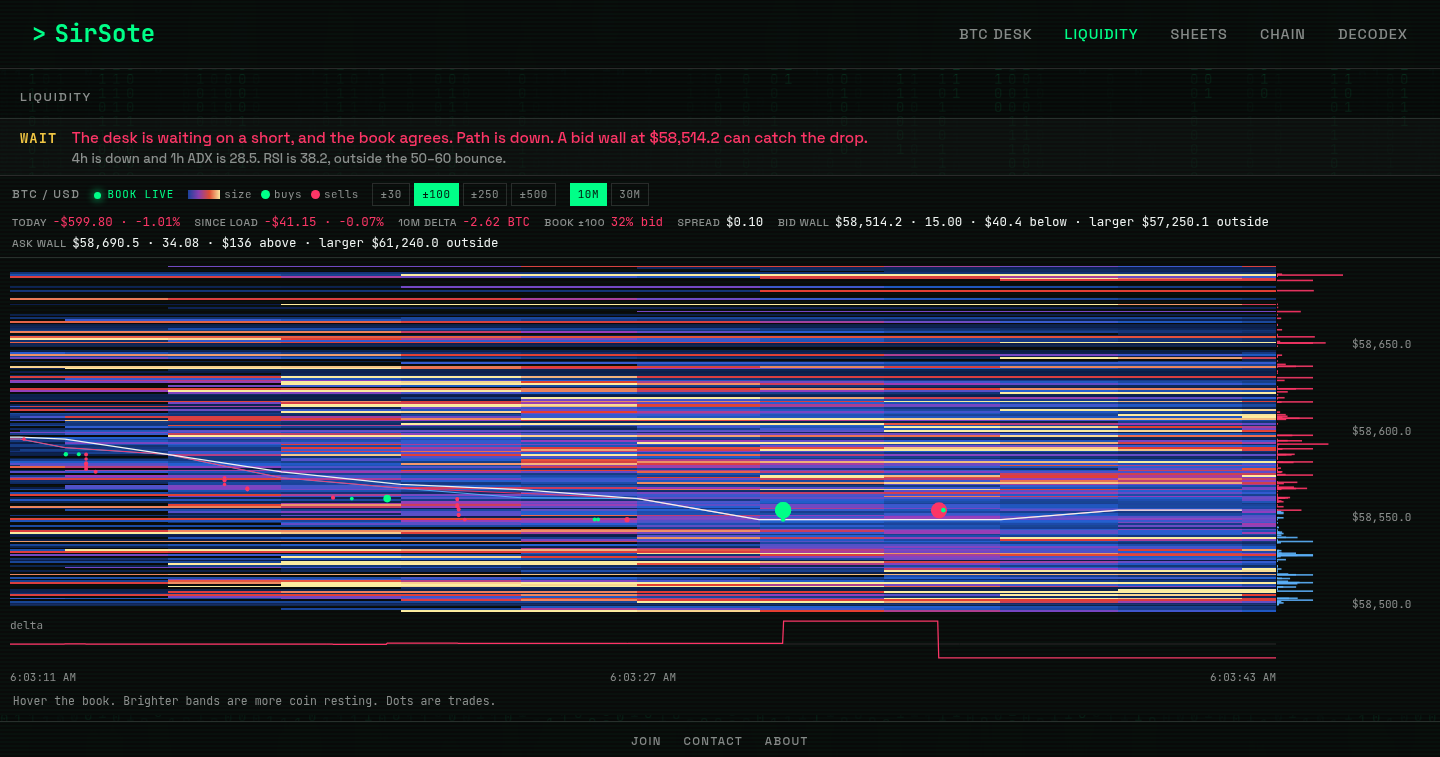 > SirSote
BTC DESK LIQUIDITY SHEETS CHAIN DECODEX
LIQUIDITY
WAIT The desk is waiting on a short, and the book agrees. Path is down. A bid wall at $58,514.2 can catch the drop.
4h is down and 1h ADX is 28.5. RSI is 38.2, outside the 50–60 bounce.
BTC / USD BOOK LIVE size buys sells ±30 ±100 ±250 ±500 10M 30M
TODAY -$599.80 · -1.01% SINCE LOAD -$41.15 · -0.07% 10M DELTA -2.62 BTC BOOK ±100 32% bid SPREAD $0.10 BID WALL $58,514.2 · 15.00 · $40.4 below · larger $57,250.1 outside
ASK WALL $58,690.5 · 34.08 · $136 above · larger $61,240.0 outside
$58,650.0
$58,600.0
$58,550.0
$58,500.0
delta
6:03:11 AM 6:03:27 AM 6:03:43 AM
Hover the book. Brighter bands are more coin resting. Dots are trades.
JOIN CONTACT ABOUT